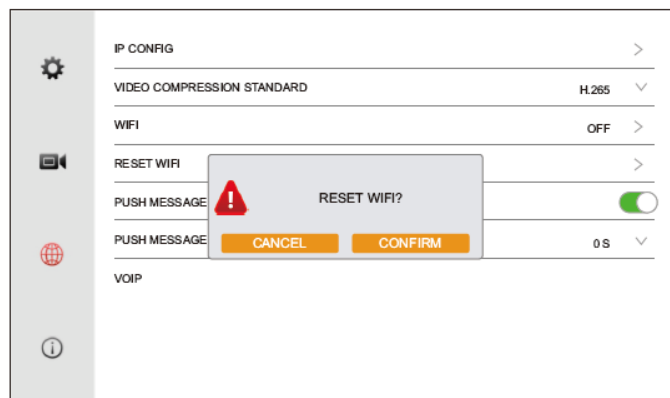 IP CONFIG
VIDEO COMPRESSION STANDARD H.265
WIFI OFF
RESET WIFI
RESET WIFI?
PUSH MESSAGE
CANCEL CONFIRM
PUSH MESSAGE 0 S
VOIP